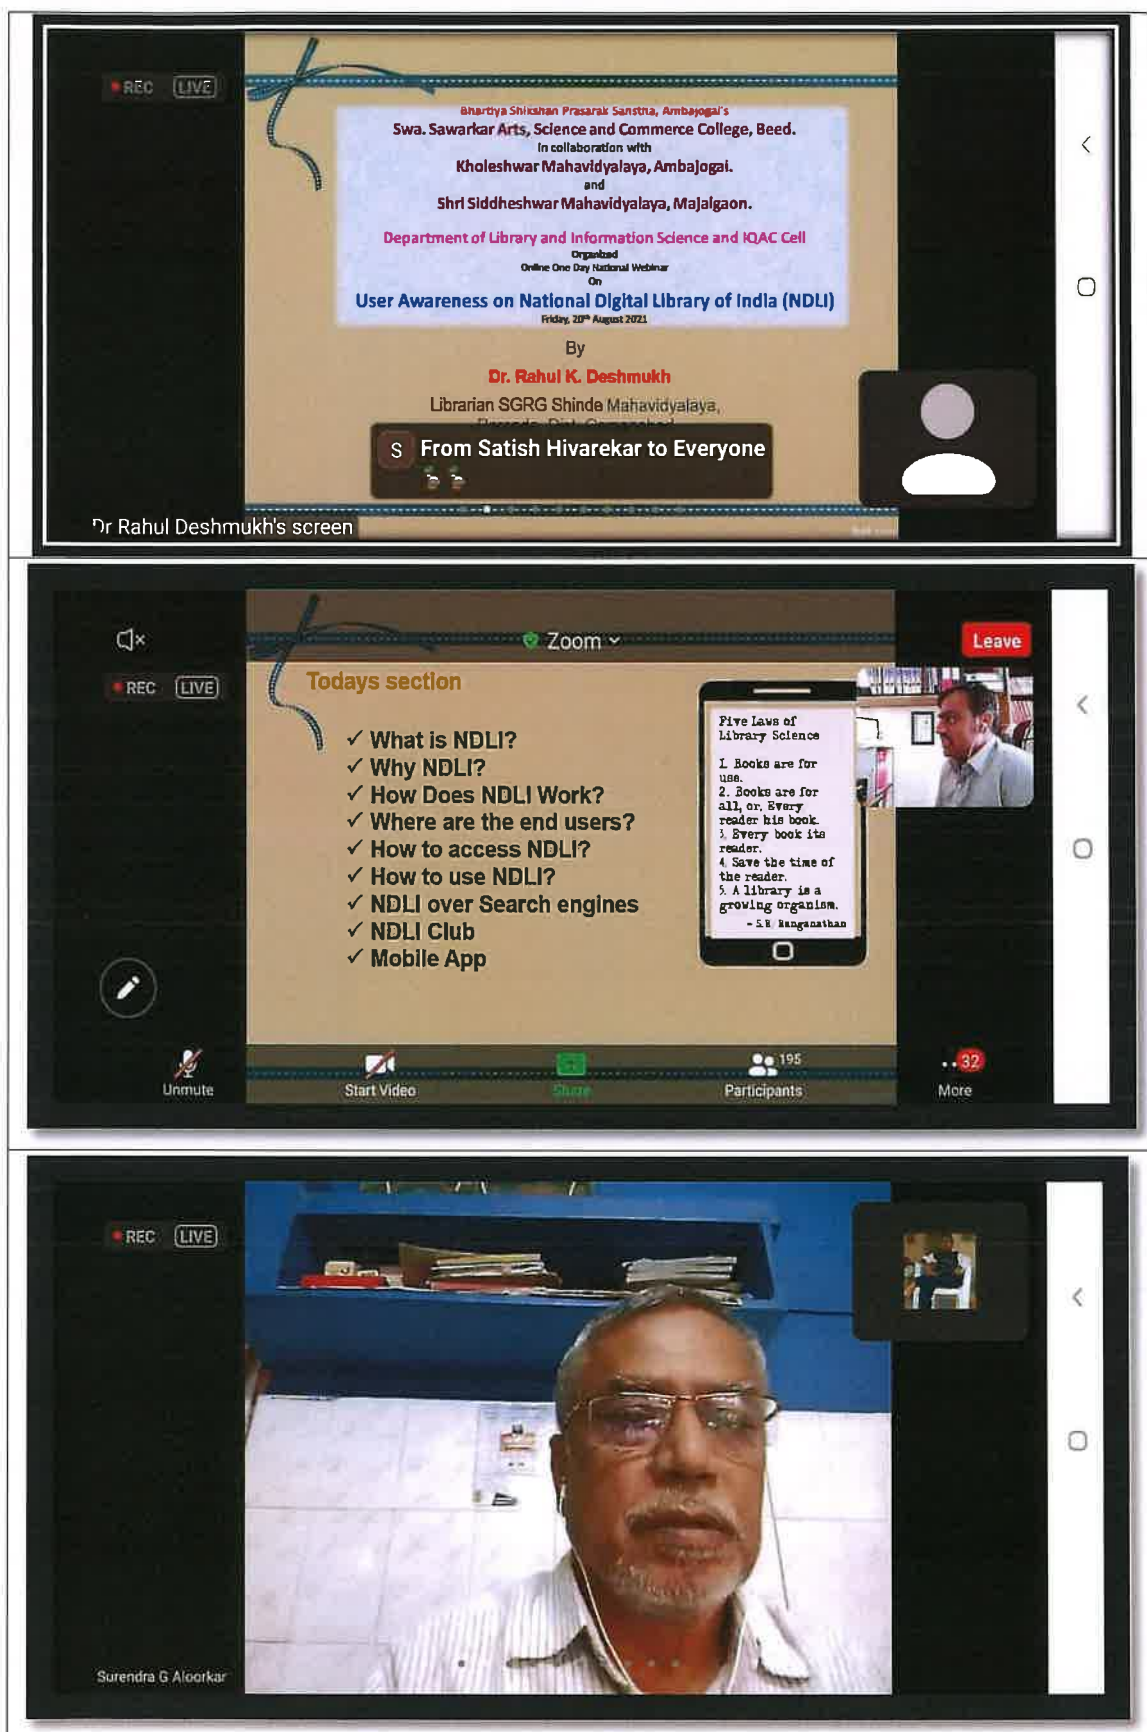 REC LIVE
Bhartiya Shikshan Prasarak Sanstha, Ambajogai's
Swa. Sawarkar Arts, Science and Commerce College, Beed.
In collaboration with
Kholeshwar Mahavidyalaya, Ambajogai.
and
Shri Siddheshwar Mahavidyalaya, Majalgaon.
Department of Library and Information Science and IQAC Cell
Organized
Online One Day National Webinar
On
User Awareness on National Digital Library of India (NDLI)
Friday, 20th August 2021
By
Dr. Rahul K. Deshmukh
Librarian SGRG Shinde Mahavidyalaya,
S From Satish Hivarekar to Everyone
Dr Rahul Deshmukh's screen
Zoom
Leave
REC LIVE
Todays section
✓ What is NDLI?
✓ Why NDLI?
✓ How Does NDLI Work?
✓ Where are the end users?
✓ How to access NDLI?
✓ How to use NDLI?
✓ NDLI over Search engines
✓ NDLI Club
✓ Mobile App
Five Laws of
Library Science
1. Books are for
use.
2. Books are for
all, or, Every
reader his book.
3. Every book its
reader.
4. Save the time of
the reader.
5. A library is a
growing organism.
- S.R. Ranganathan
Unmute
Start Video
Share
195
Participants
32
More
REC LIVE
Surendra G Aloorkar